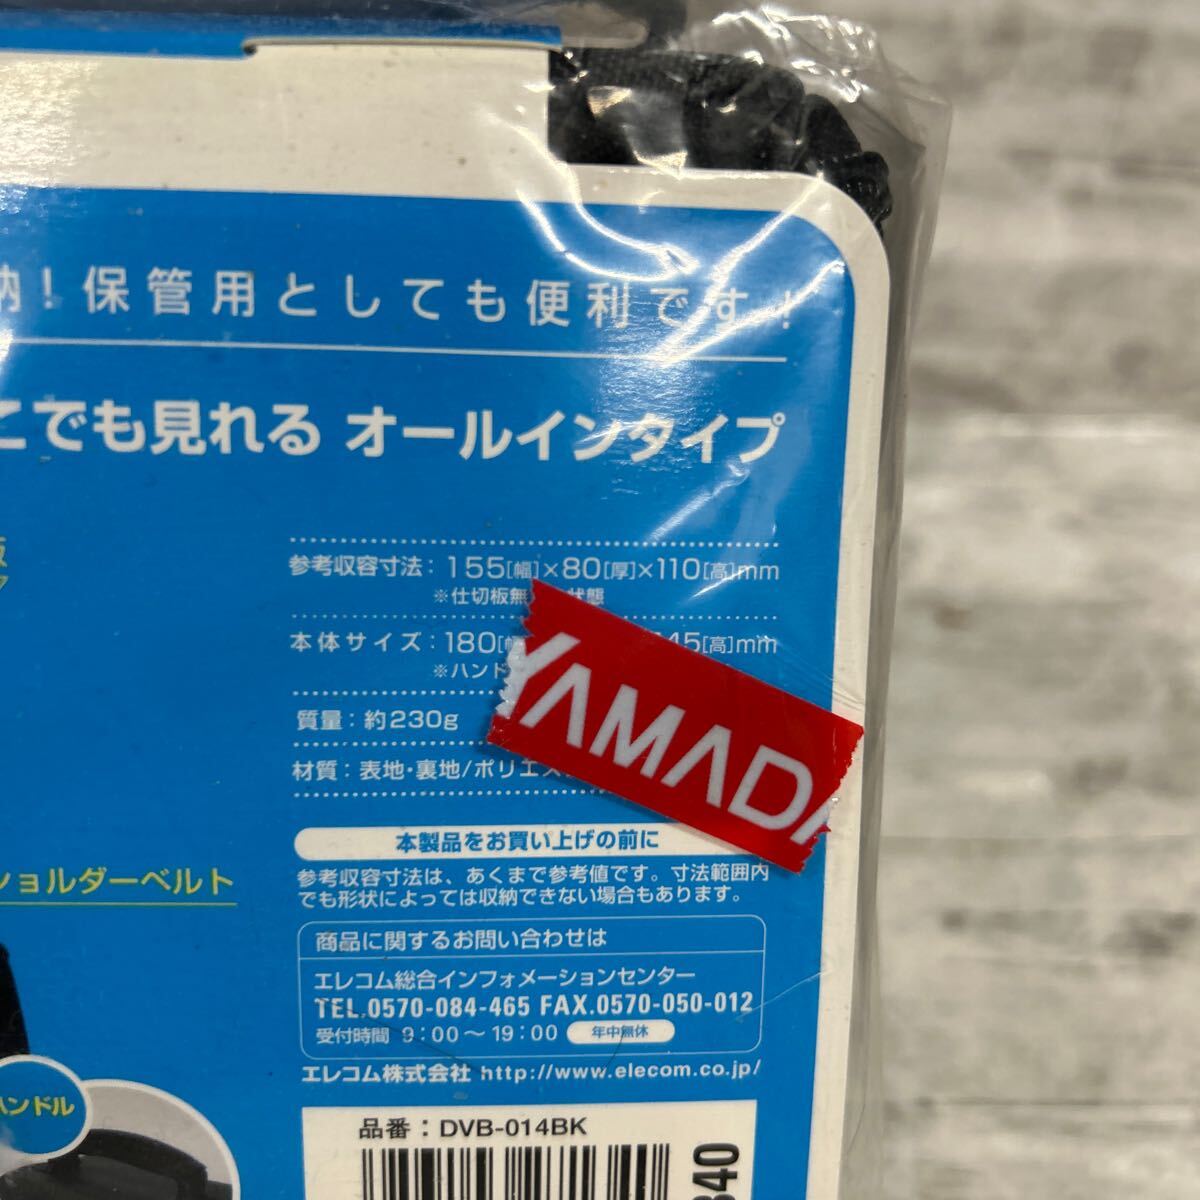 納！保管用としても便利です！
こでも見れる オールインタイプ
参考収容寸法：155[幅]×80[厚]×110[高]mm
※仕切板無 状態
本体サイズ：180[幅 45[高]mm
※ハンド
質量：約230g
材質：表地・裏地/ポリエス
YAMADA
本製品をお買い上げの前に
参考収容寸法は、あくまで参考値です。寸法範囲内
でも形状によっては収納できない場合もあります。
ショルダーベルト
商品に関するお問い合わせは
エレコム総合インフォメーションセンター
TEL.0570-084-465 FAX.0570-050-012
受付時間 9：00～19：00 年中無休
エレコム株式会社 http://www.elecom.co.jp/
ハンドル
品番：DVB-014BK
340